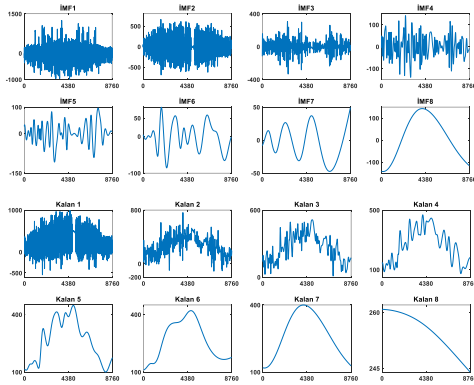 İMF1 İMF2 İMF3 İMF4
1500 500 400 100
0 0 0 0
-1000 -500 -400 -100
0 4380 8760 0 4380 8760 0 4380 8760 0 4380 8760
İMF5 İMF6 İMF7 İMF8
100 100 50 100
0 0 0 0
-150 -100 -50 -100
0 4380 8760 0 4380 8760 0 4380 8760 0 4380 8760
Kalan 1 Kalan 2 Kalan 3 Kalan 4
1000 800 600 500
0 0 0 100
-500 -200
0 4380 8760 0 4380 8760 0 4380 8760 0 4380 8760
Kalan 5 Kalan 6 Kalan 7 Kalan 8
400 400 400 260
100 100 100 245
0 4380 8760 0 4380 8760 0 4380 8760 0 4380 8760